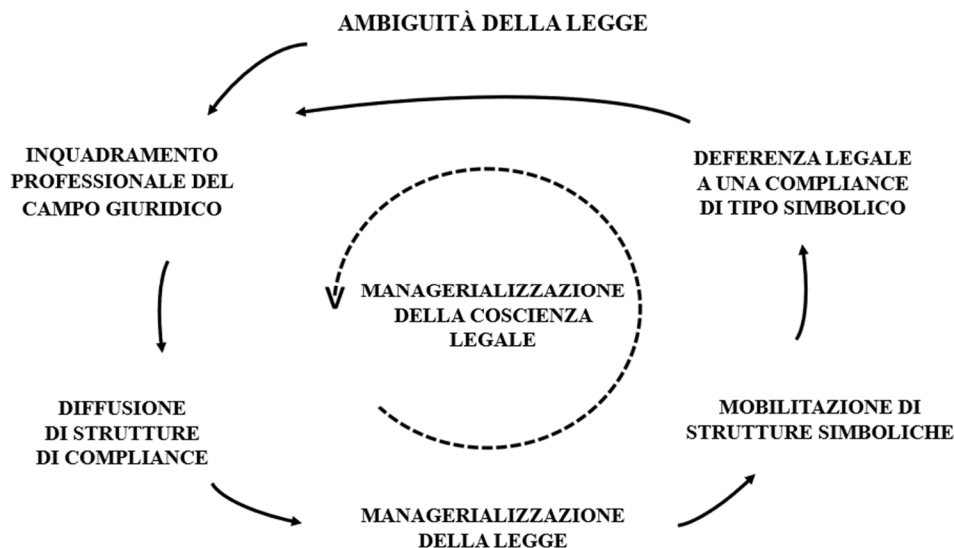 AMBIGUITÀ DELLA LEGGE
INQUADRAMENTO
PROFESSIONALE DEL
CAMPO GIURIDICO
DEFERENZA LEGALE
A UNA COMPLIANCE
DI TIPO SIMBOLICO
MANAGERIALIZZAZIONE
DELLA COSCIENZA
LEGALE
DIFFUSIONE
DI STRUTTURE
DI COMPLIANCE
MOBILITAZIONE DI
STRUTTURE SIMBOLICHE
MANAGERIALIZZAZIONE
DELLA LEGGE